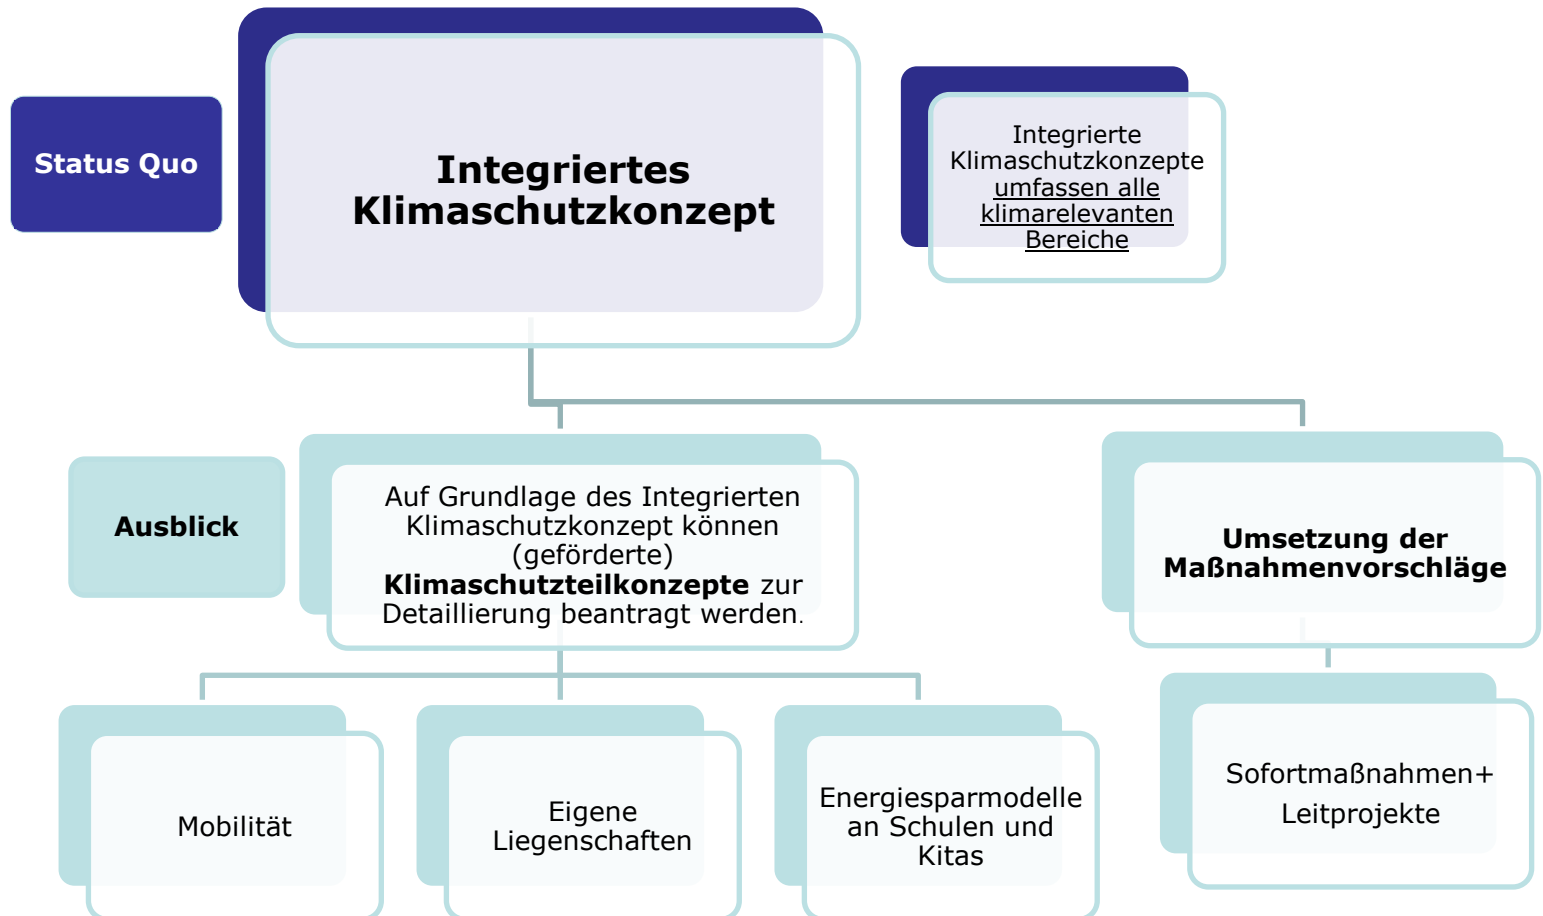 Status Quo
Integriertes
Klimaschutzkonzept
Integrierte
Klimaschutzkonzepte
umfassen alle
klimarelevanten
Bereiche
Ausblick
Auf Grundlage des Integrierten
Klimaschutzkonzept können
(geförderte)
Klimaschutzteilkonzepte zur
Detaillierung beantragt werden.
Umsetzung der
Maßnahmenvorschläge
Mobilität
Eigene
Liegenschaften
Energiesparmodelle
an Schulen und
Kitas
Sofortmaßnahmen+
Leitprojekte